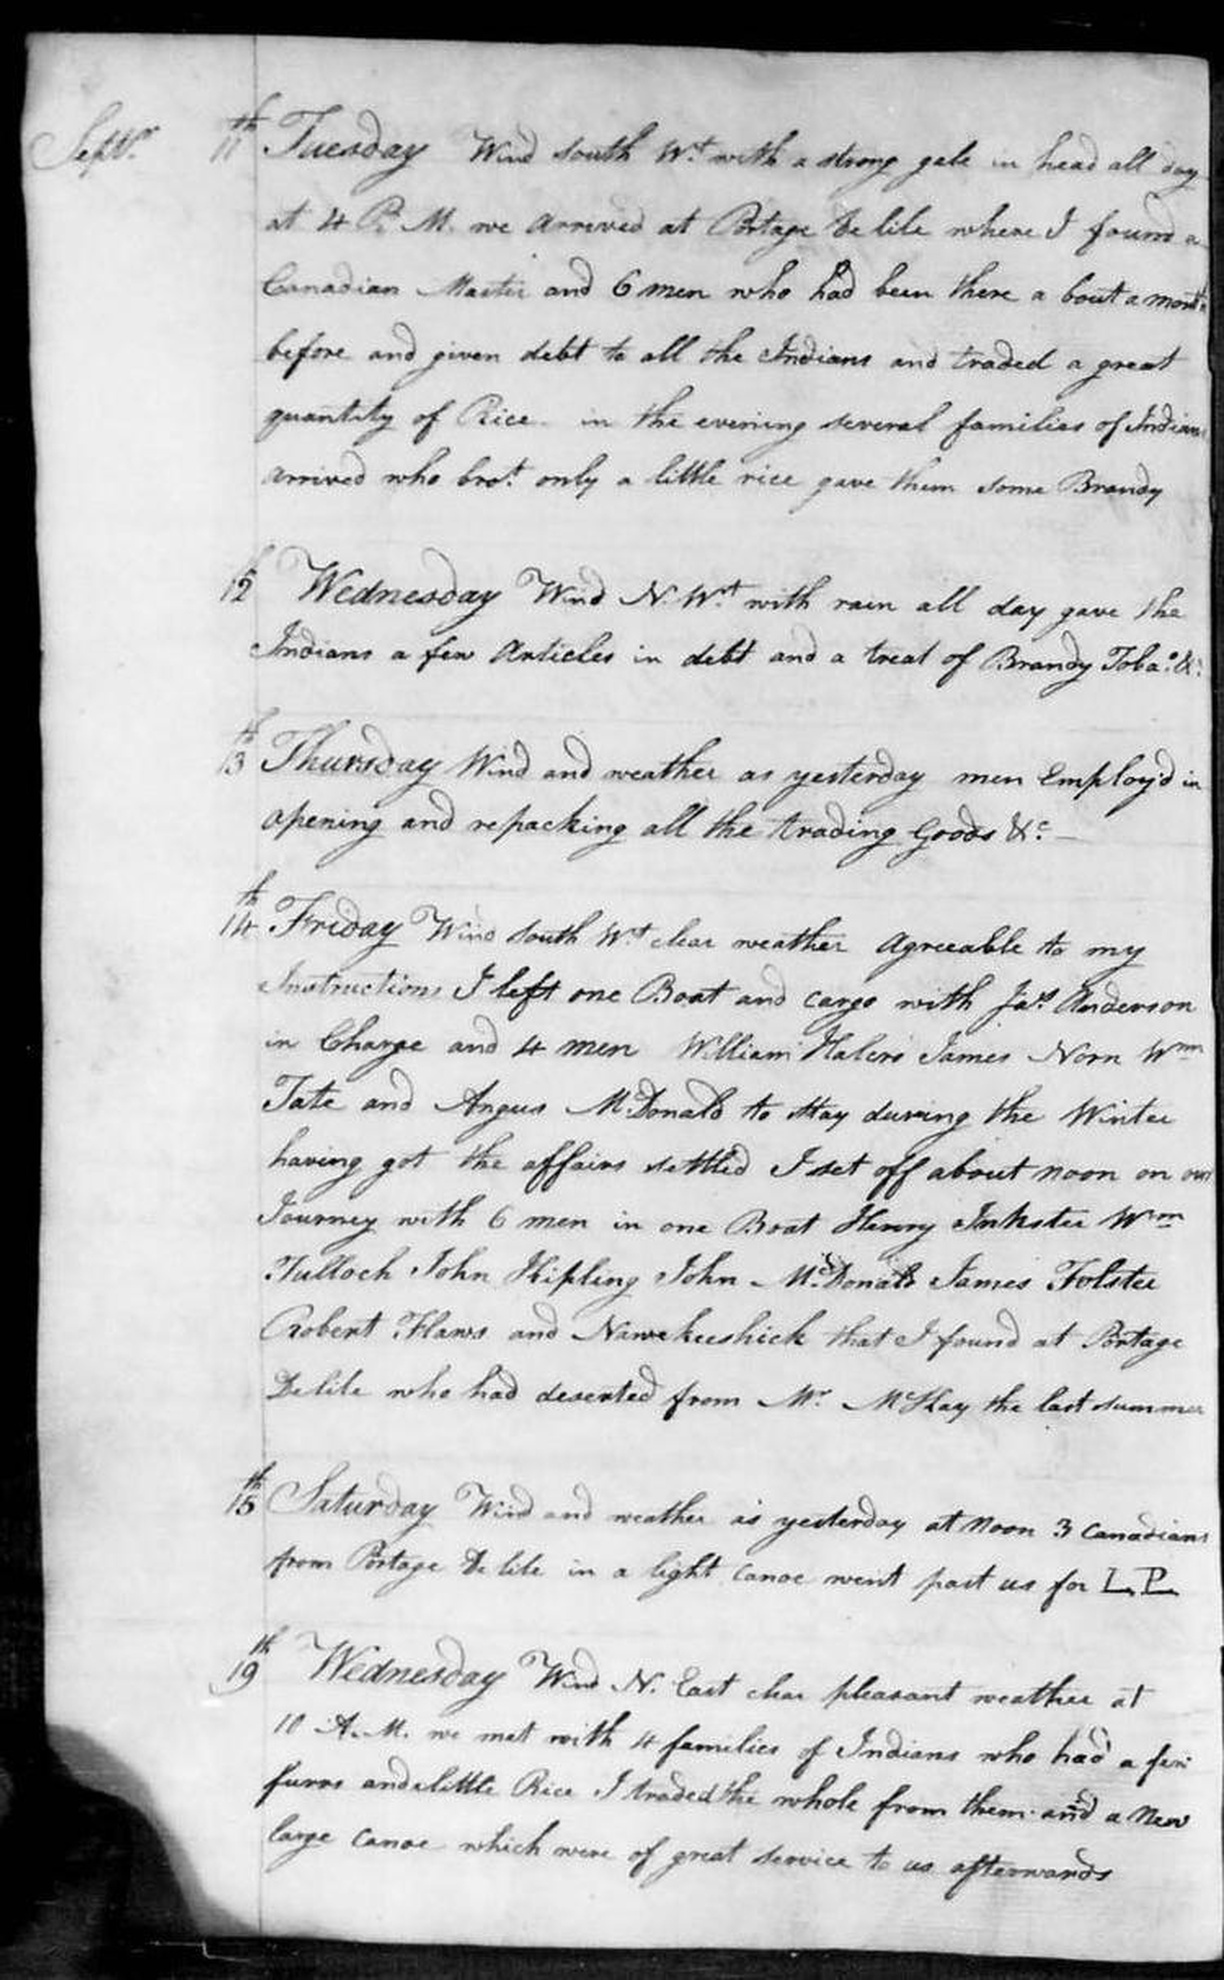 Septr. 11th Tuesday Wind south Wt. with a strong gale in head all day
at 4 P. M. we arrived at Portage De lile where I found a
Canadian Master and 6 men who had been there a bout a month
before and given debt to all the Indians and traded a great
quantity of Rice in the evening several families of Indians
arrived who brot. only a little rice gave them some Brandy
12 Wednesday Wind N. Wt. with rain all day gave the
Indians a few Articles in debt and a treat of Brandy Toba.o &c.
13th Thursday Wind and weather as yesterday men Employ'd in
opening and repacking all the trading Goods &c. —
14th Friday Wind south Wt. clear weather Agreeable to my
Instructions I left one Boat and cargo with Jas. Anderson
in Charge and 4 men William James Norn Wm
Tate and Angus McDonald to stay during the Winter
having got the affairs settled I set off about noon on our
Journey with 6 men in one Boat Henry Inkster Wm
Tulloch John Kipling John McDonald James Folster
Robert Flaws and Nawekeeshick that I found at Portage
De lile who had deserted from Mr. McKay the last summer
15th Saturday Wind and weather as yesterday at Noon 3 Canadians
from Portage De lile in a light Canoe went past us for L P
19th Wednesday Wind N. East clear pleasant weather at
10 A.M. we met with 4 families of Indians who had a few
furrs and a little Rice I traded the whole from them and a New
large Canoe which were of great service to us afterwards